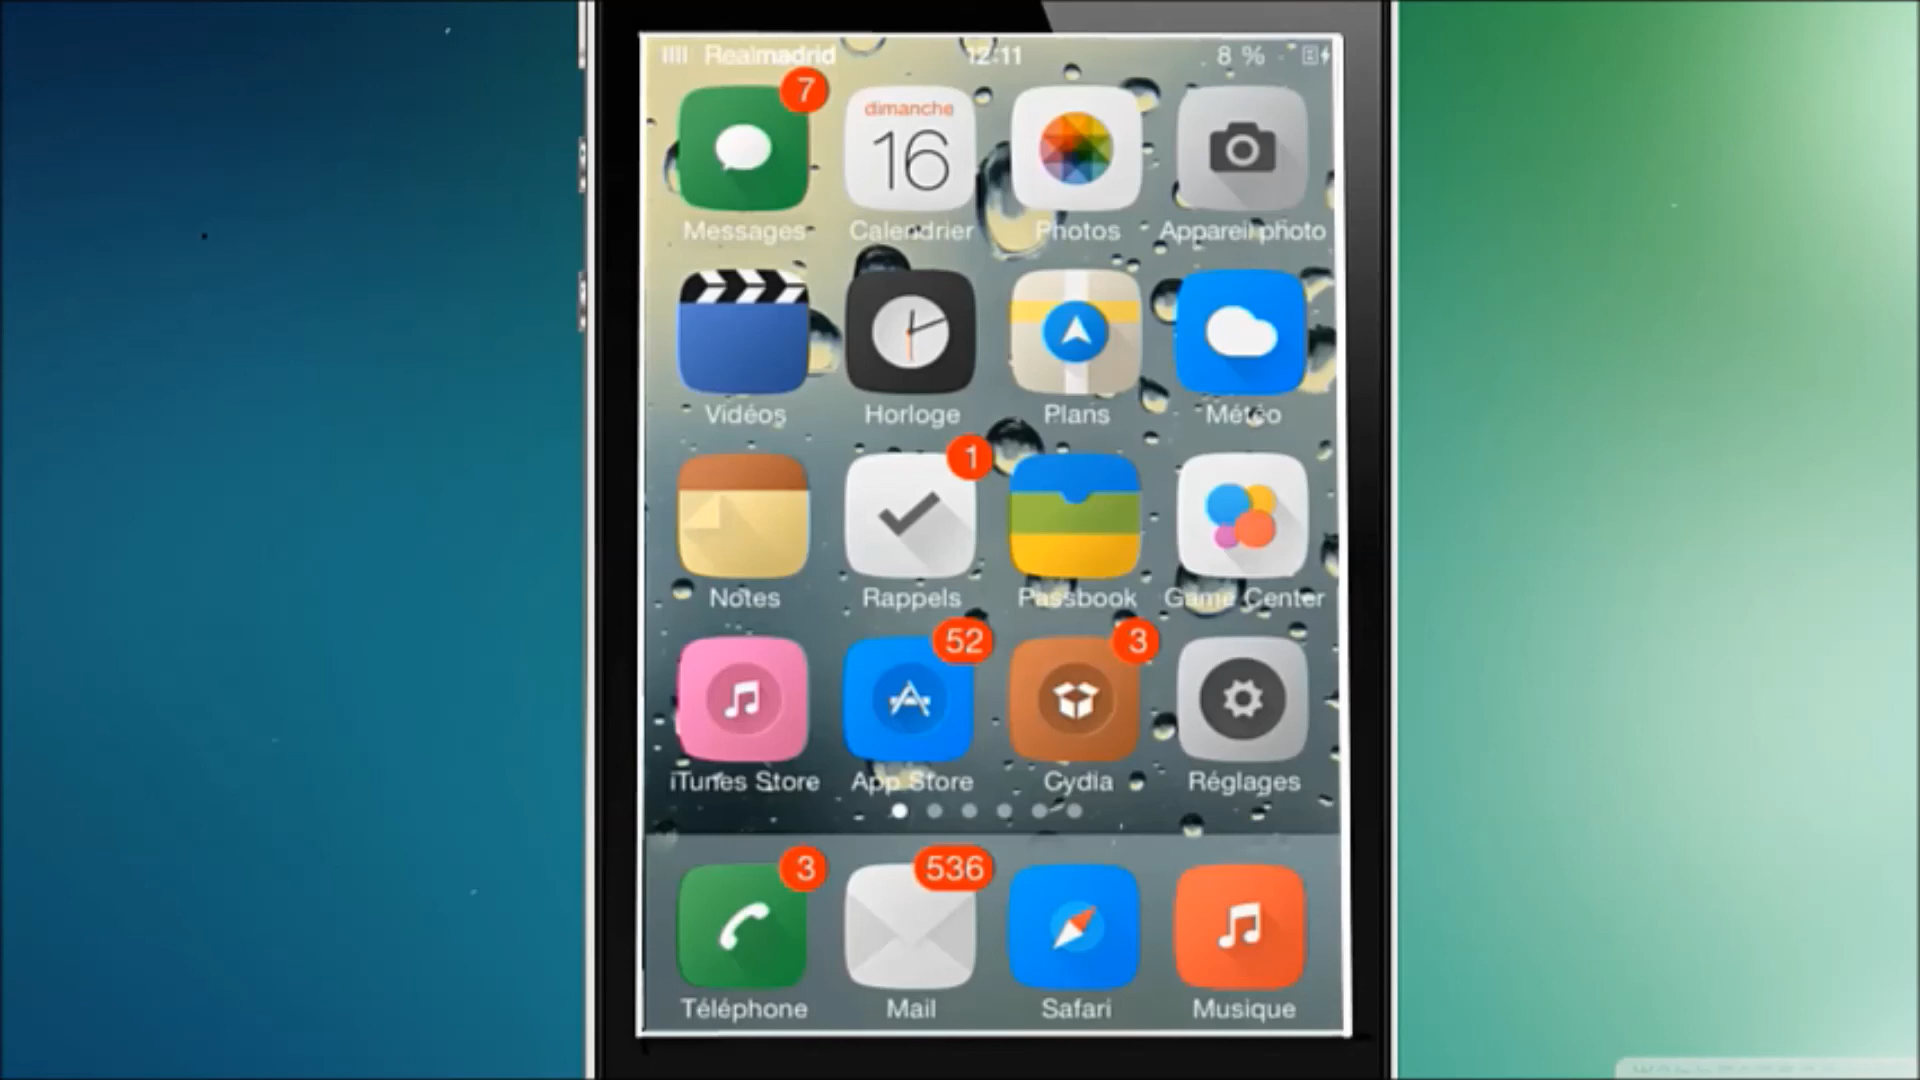 Realmadrid 12:11 8 %
7
dimanche
16
Messages Calendrier Photos Appareil photo
Vidéos Horloge Plans Météo
1
Notes Rappels Passbook Game Center
52 3
iTunes Store App Store Cydia Réglages
3 536
Téléphone Mail Safari Musique